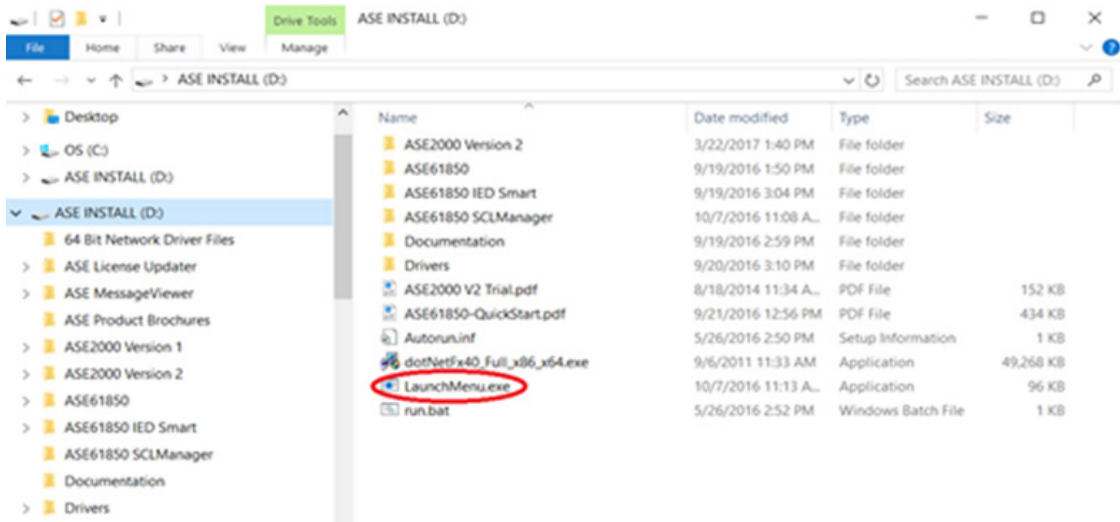 Drive Tools ASE INSTALL (D:)
File Home Share View Manage
ASE INSTALL (D:) Search ASE INSTALL (D:)
Desktop
OS (C:)
ASE INSTALL (D:)
ASE INSTALL (D:)
64 Bit Network Driver Files
ASE License Updater
ASE MessageViewer
ASE Product Brochures
ASE2000 Version 1
ASE2000 Version 2
ASE61850
ASE61850 IED Smart
ASE61850 SCLManager
Documentation
Drivers
Name Date modified Type Size
ASE2000 Version 2 3/22/2017 1:40 PM File folder
ASE61850 9/19/2016 1:50 PM File folder
ASE61850 IED Smart 9/19/2016 3:04 PM File folder
ASE61850 SCLManager 10/7/2016 11:08 A... File folder
Documentation 9/19/2016 2:59 PM File folder
Drivers 9/20/2016 3:10 PM File folder
ASE2000 V2 Trial.pdf 8/18/2014 11:34 A... PDF File 152 KB
ASE61850-QuickStart.pdf 9/21/2016 12:56 PM PDF File 434 KB
Autorun.inf 5/26/2016 2:50 PM Setup Information 1 KB
dotNetFx40_Full_x86_x64.exe 9/6/2011 11:33 AM Application 49,268 KB
LaunchMenu.exe 10/7/2016 11:13 A... Application 96 KB
run.bat 5/26/2016 2:52 PM Windows Batch File 1 KB